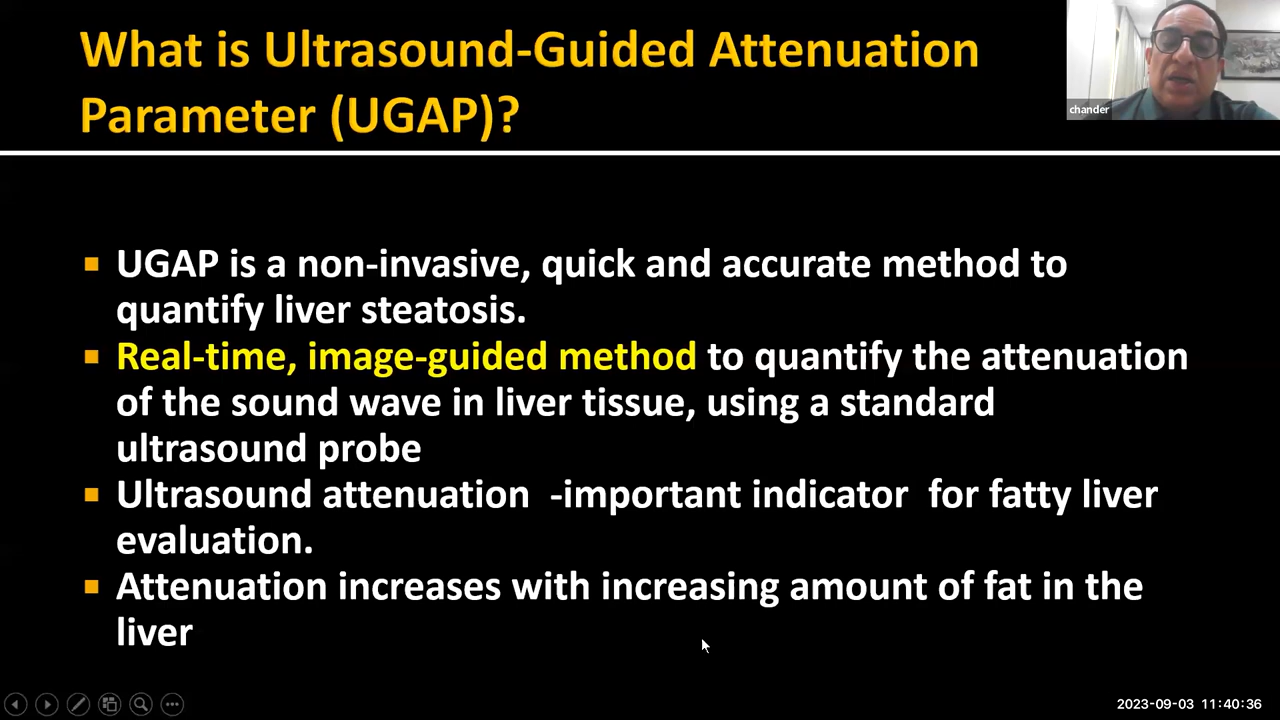 What is Ultrasound-Guided Attenuation
Parameter (UGAP)?
chander
■ UGAP is a non-invasive, quick and accurate method to
quantify liver steatosis.
■ Real-time, image-guided method to quantify the attenuation
of the sound wave in liver tissue, using a standard
ultrasound probe
■ Ultrasound attenuation -important indicator for fatty liver
evaluation.
■ Attenuation increases with increasing amount of fat in the
liver
2023-09-03 11:40:36